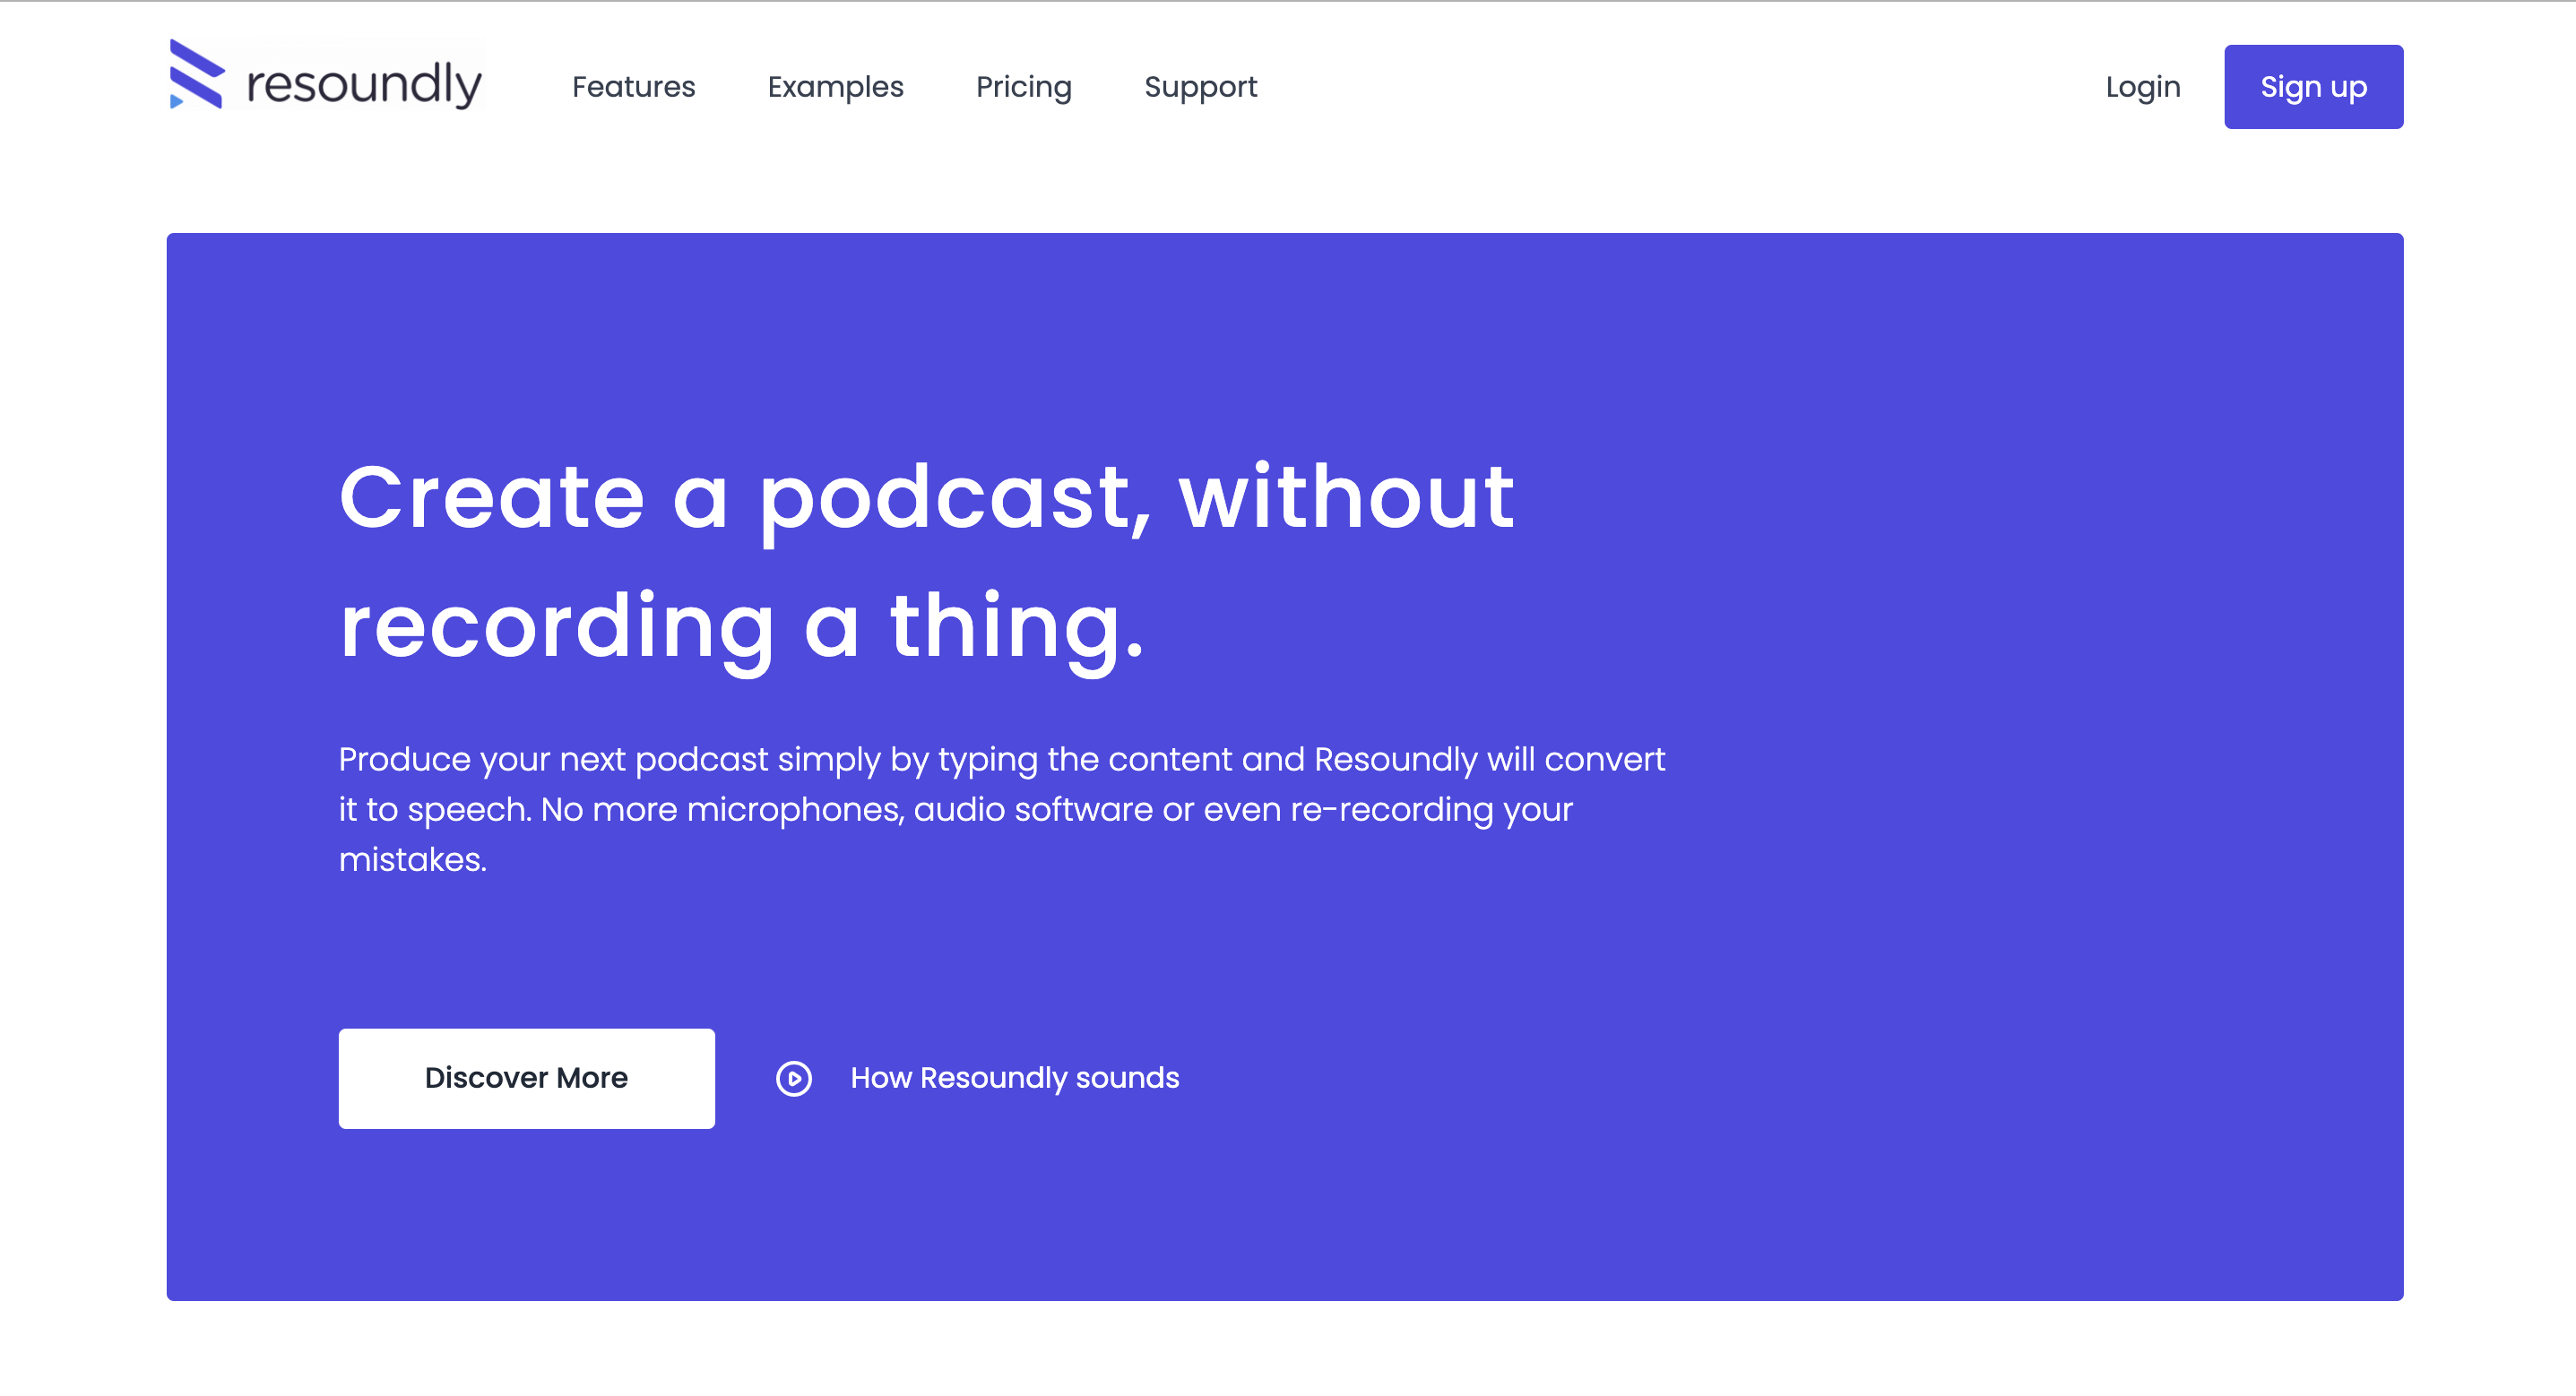 resoundly
Features
Examples
Pricing
Support
Login
Sign up
Create a podcast, without
recording a thing.
Produce your next podcast simply by typing the content and Resoundly will convert
it to speech. No more microphones, audio software or even re-recording your
mistakes.
Discover More
How Resoundly sounds